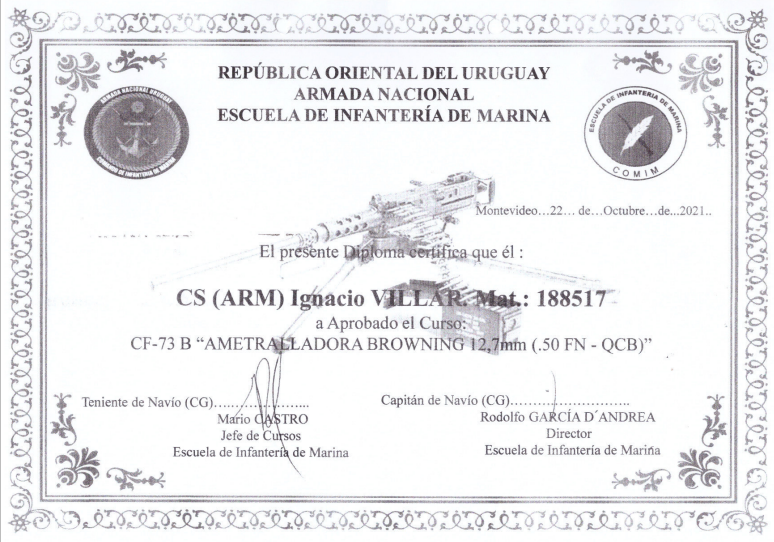 REPÚBLICA ORIENTAL DEL URUGUAY
ARMADA NACIONAL
ESCUELA DE INFANTERÍA DE MARINA
ARMADA NACIONAL URUGUAY
COMANDO DE INFANTERIA DE MARINA
ESCUELA DE INFANTERIA DE MARINA
COMIM
Montevideo…22… de…Octubre…de...2021..
El presente Diploma certifica que él :
CS (ARM) Ignacio VILLAR. Mat.: 188517
a Aprobado el Curso:
CF-73 B “AMETRALLADORA BROWNING 12,7mm (.50 FN - QCB)”
Teniente de Navío (CG)…………………..
Mario CASTRO
Jefe de Cursos
Escuela de Infantería de Marina
Capitán de Navío (CG)………………………..
Rodolfo GARCÍA D´ANDREA
Director
Escuela de Infantería de Marina